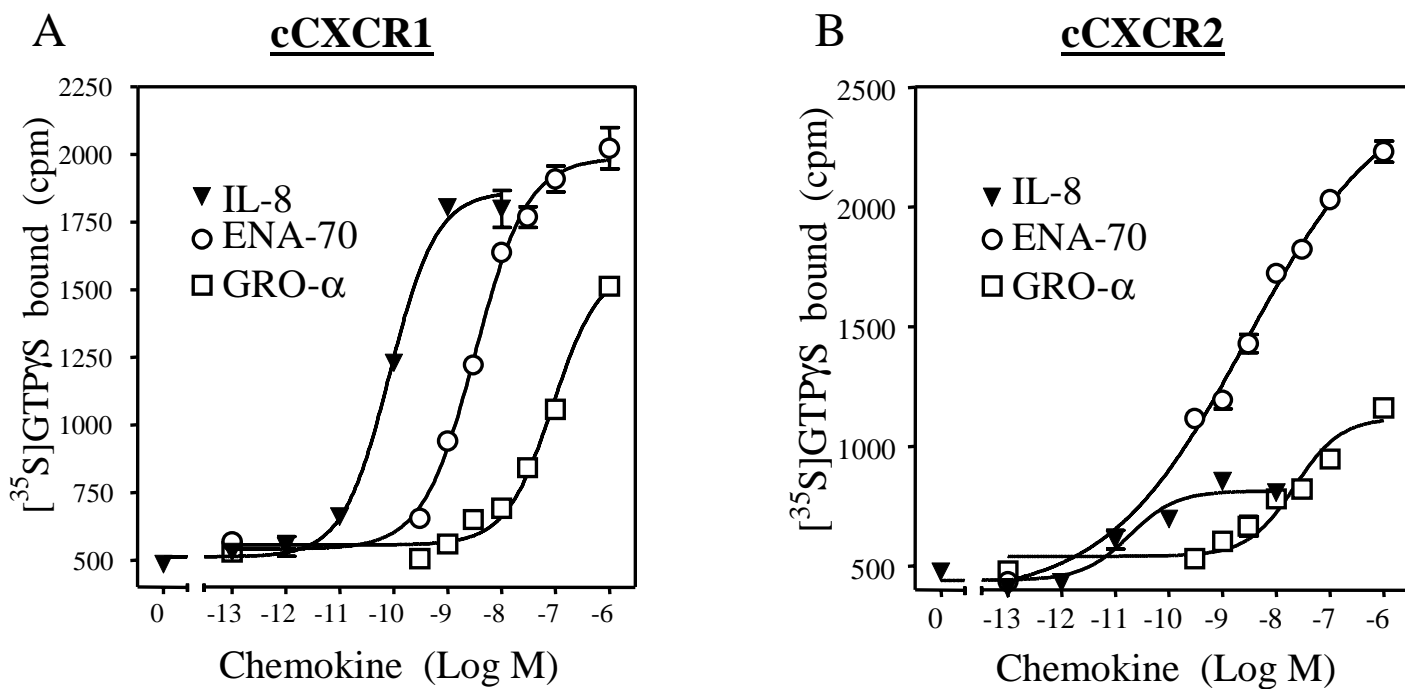 A
cCXCR1
[³⁵S]GTPγS bound (cpm)
2250
2000
1750
1500
1250
1000
750
500
IL-8
ENA-70
GRO-α
0 -13 -12 -11 -10 -9 -8 -7 -6
Chemokine (Log M)
B
cCXCR2
[³⁵S]GTPγS bound (cpm)
2500
2000
1500
1000
500
IL-8
ENA-70
GRO-α
0 -13 -12 -11 -10 -9 -8 -7 -6
Chemokine (Log M)